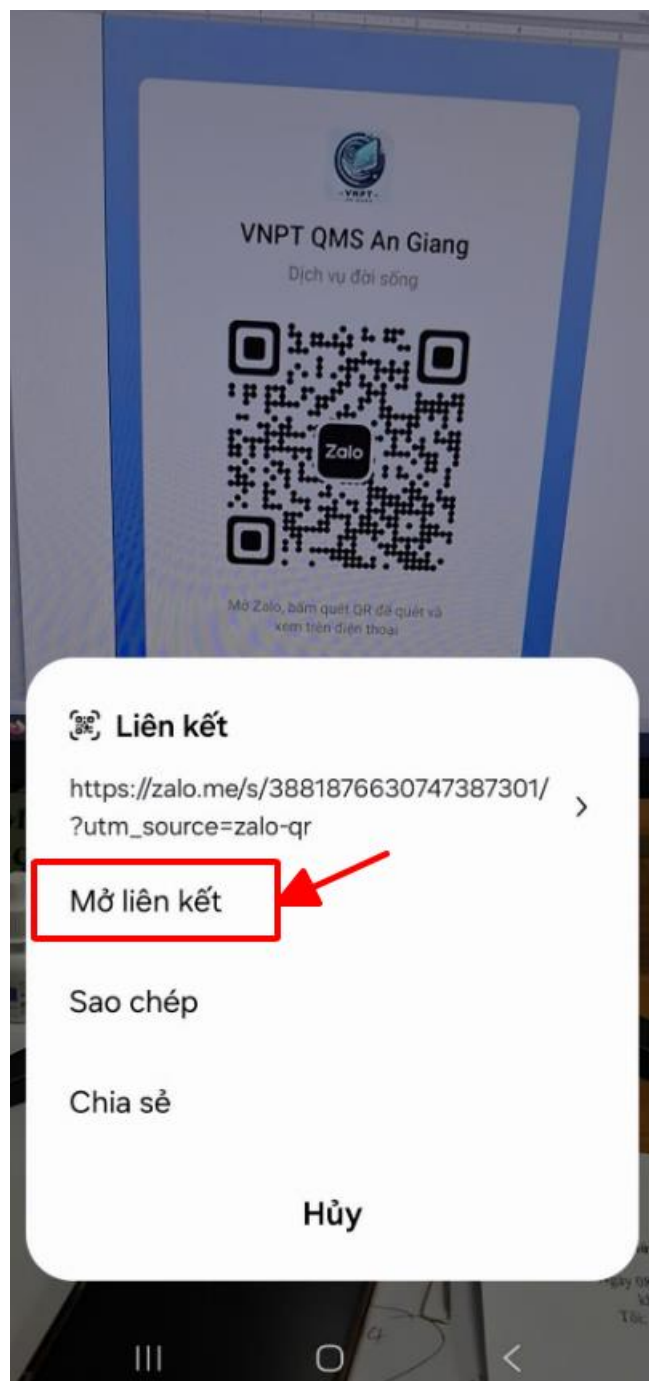 VNPT
VNPT QMS An Giang
Dịch vụ đời sống
Zalo
Mở Zalo, bấm quét QR để quét và
xem trên điện thoại
Liên kết
https://zalo.me/s/3881876630747387301/
?utm_source=zalo-qr
Mở liên kết
Sao chép
Chia sẻ
Hủy